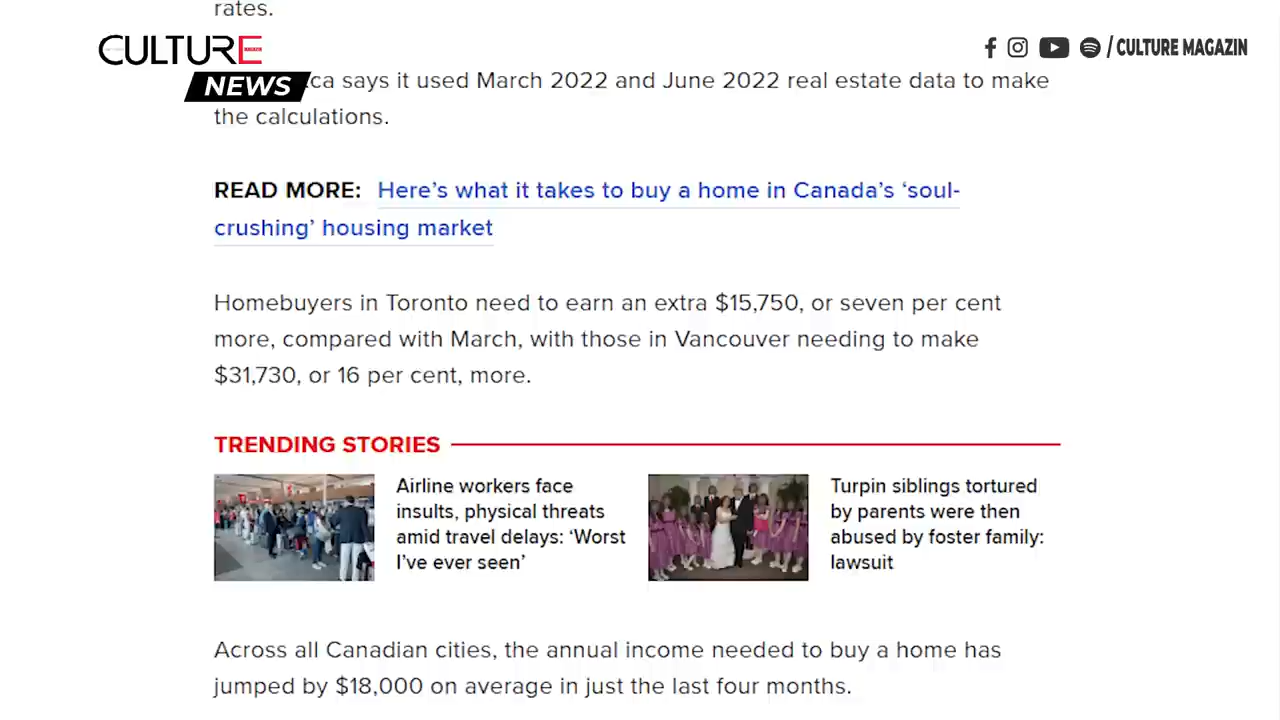 rates.
CULTURE
NEWS
/ CULTURE MAGAZIN
ca says it used March 2022 and June 2022 real estate data to make
the calculations.
READ MORE: Here’s what it takes to buy a home in Canada’s ‘soul-
crushing’ housing market
Homebuyers in Toronto need to earn an extra $15,750, or seven per cent
more, compared with March, with those in Vancouver needing to make
$31,730, or 16 per cent, more.
TRENDING STORIES
Airline workers face
insults, physical threats
amid travel delays: ‘Worst
I’ve ever seen’
Turpin siblings tortured
by parents were then
abused by foster family:
lawsuit
Across all Canadian cities, the annual income needed to buy a home has
jumped by $18,000 on average in just the last four months.